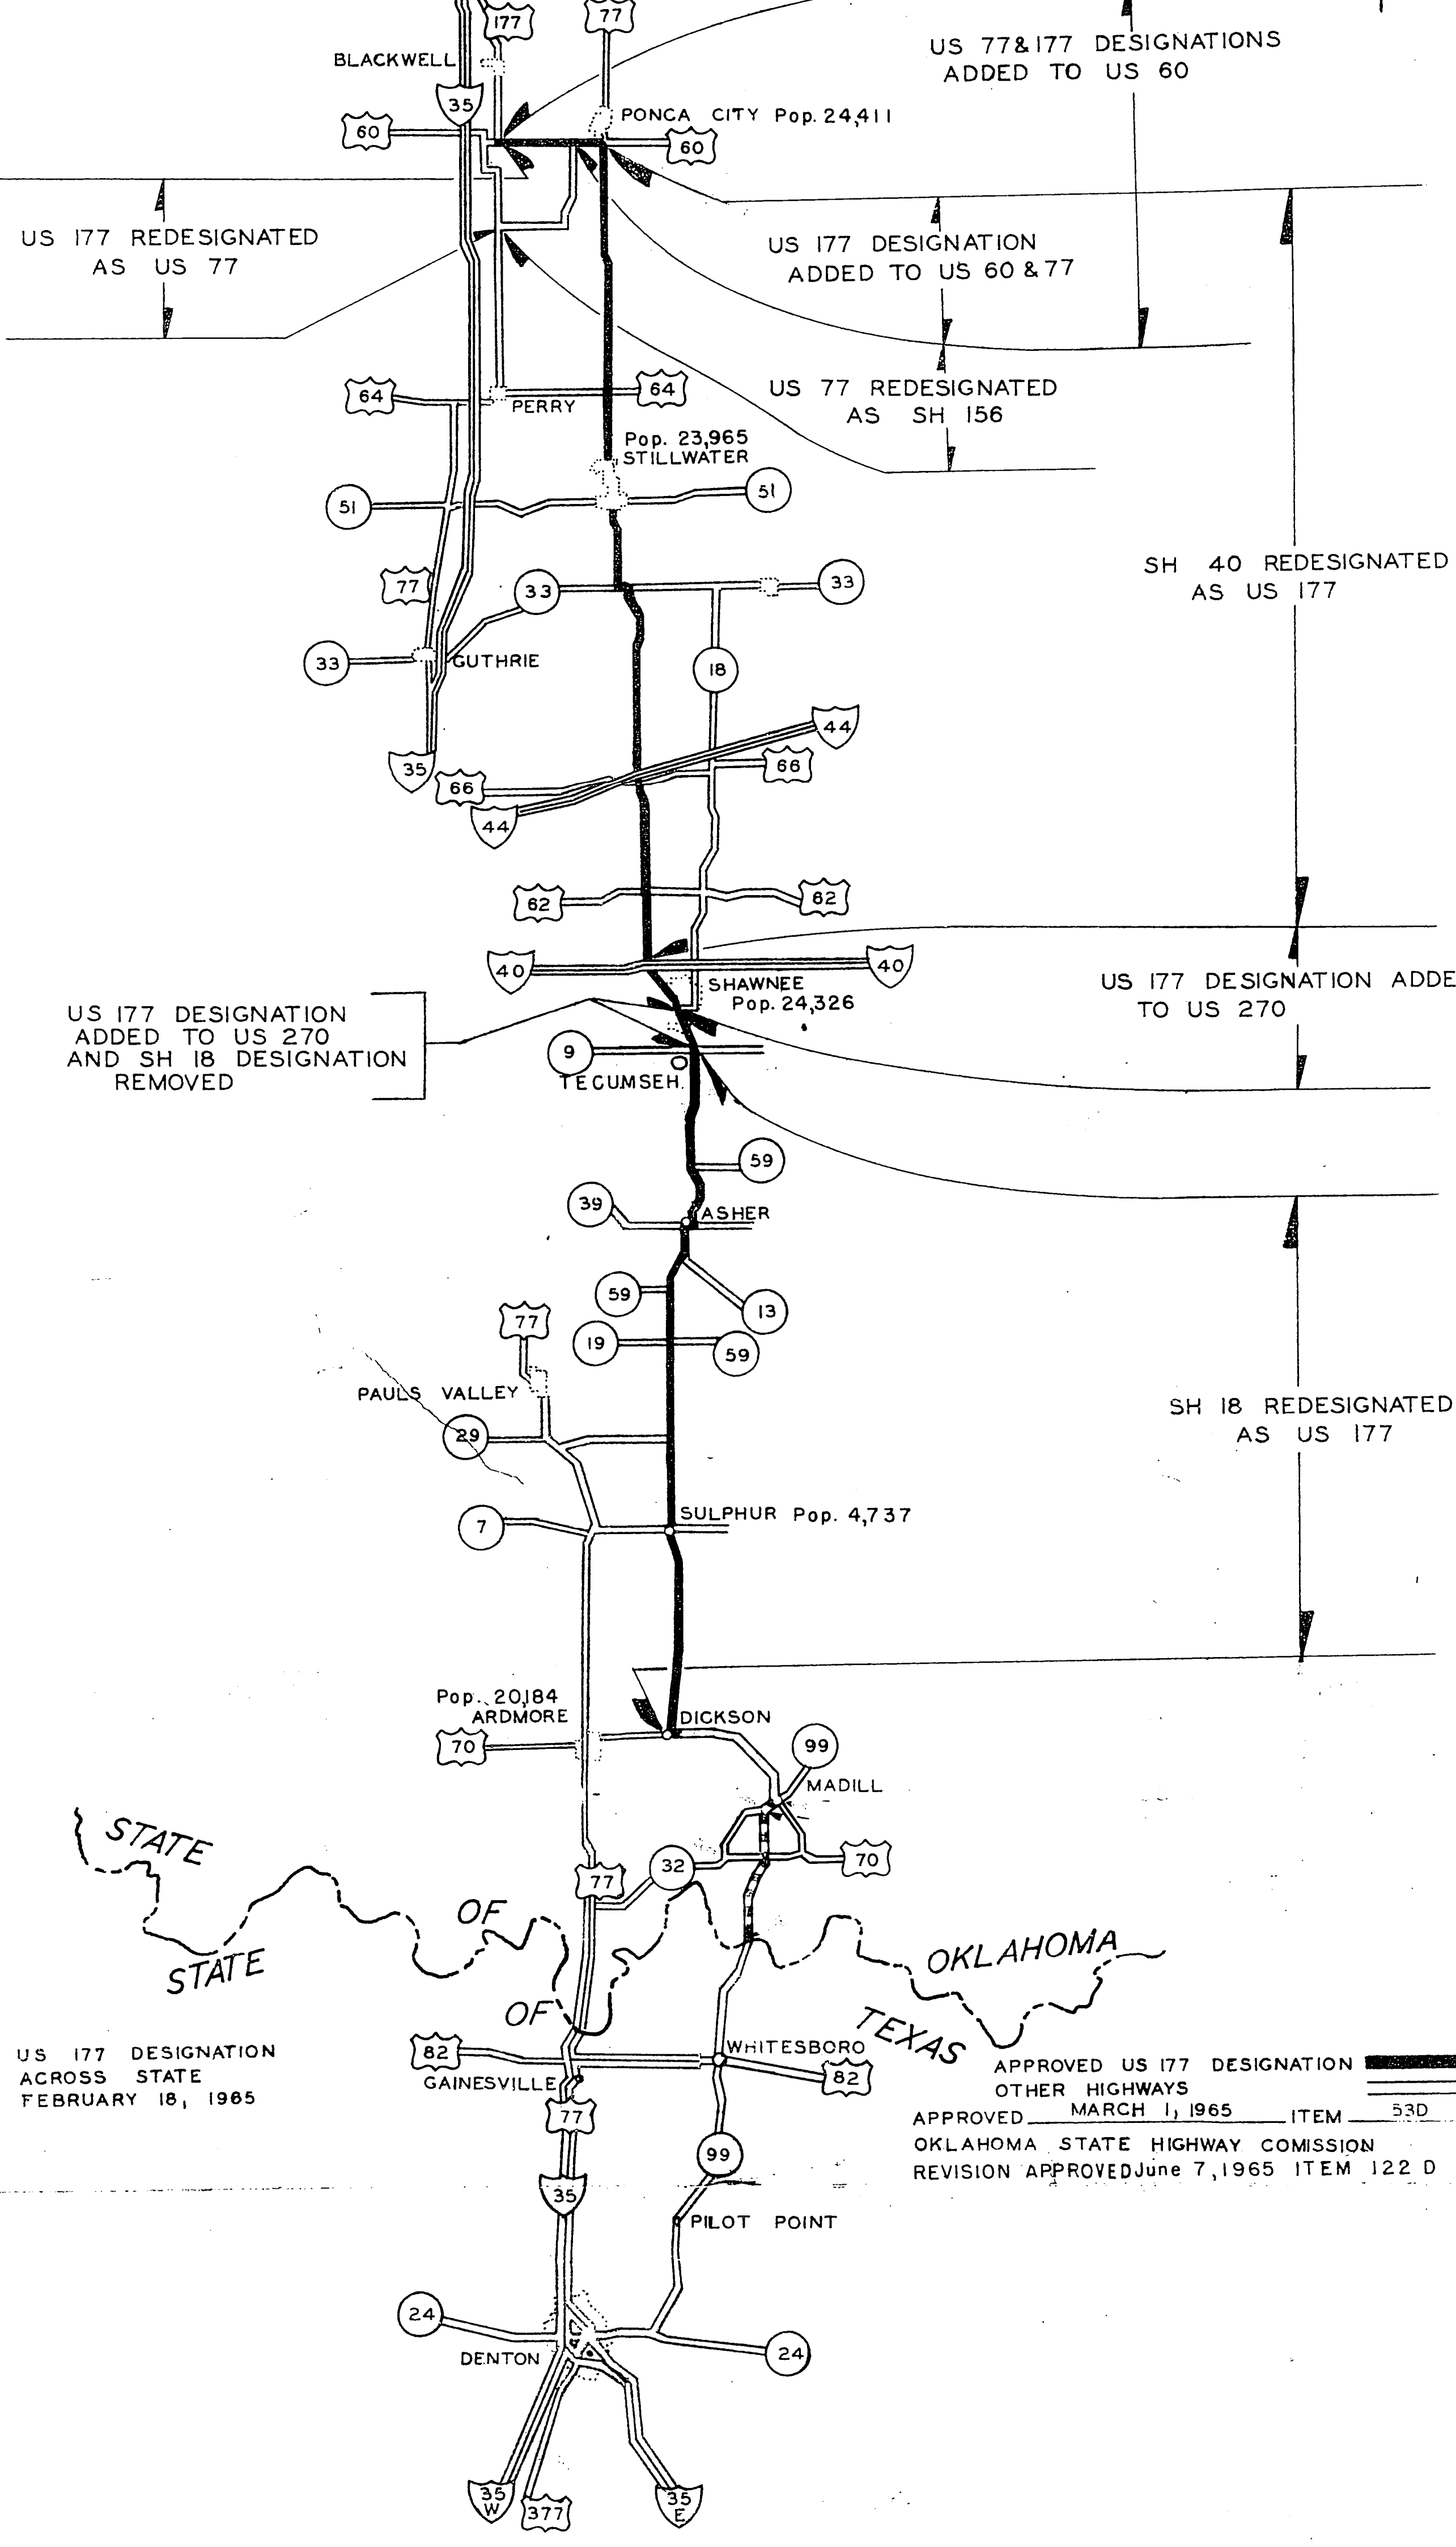 177
77
US 77&177 DESIGNATIONS
ADDED TO US 60
BLACKWELL
35
PONCA CITY Pop. 24,411
60
60
US 177 REDESIGNATED
AS US 77
US 177 DESIGNATION
ADDED TO US 60 & 77
64
64
PERRY
US 77 REDESIGNATED
AS SH 156
Pop. 23,965
STILLWATER
51
51
SH 40 REDESIGNATED
AS US 177
77
33
33
33
GUTHRIE
18
44
35
66
66
44
62
62
40
40
SHAWNEE
Pop. 24,326
US 177 DESIGNATION ADDE
TO US 270
US 177 DESIGNATION
ADDED TO US 270
AND SH 18 DESIGNATION
REMOVED
9
TECUMSEH
59
39
ASHER
59
13
77
19
59
PAULS VALLEY
29
SH 18 REDESIGNATED
AS US 177
7
SULPHUR Pop. 4,737
Pop. 20,184
ARDMORE
DICKSON
70
99
MADILL
STATE OF OKLAHOMA
77
32
70
STATE OF TEXAS
US 177 DESIGNATION
ACROSS STATE
FEBRUARY 18, 1965
82
WHITESBORO
GAINESVILLE
82
77
APPROVED US 177 DESIGNATION
OTHER HIGHWAYS
APPROVED MARCH 1, 1965 ITEM 53D
OKLAHOMA STATE HIGHWAY COMISSION
REVISION APPROVED June 7, 1965 ITEM 122 D
99
35
PILOT POINT
24
24
DENTON
35
W
377
35
E